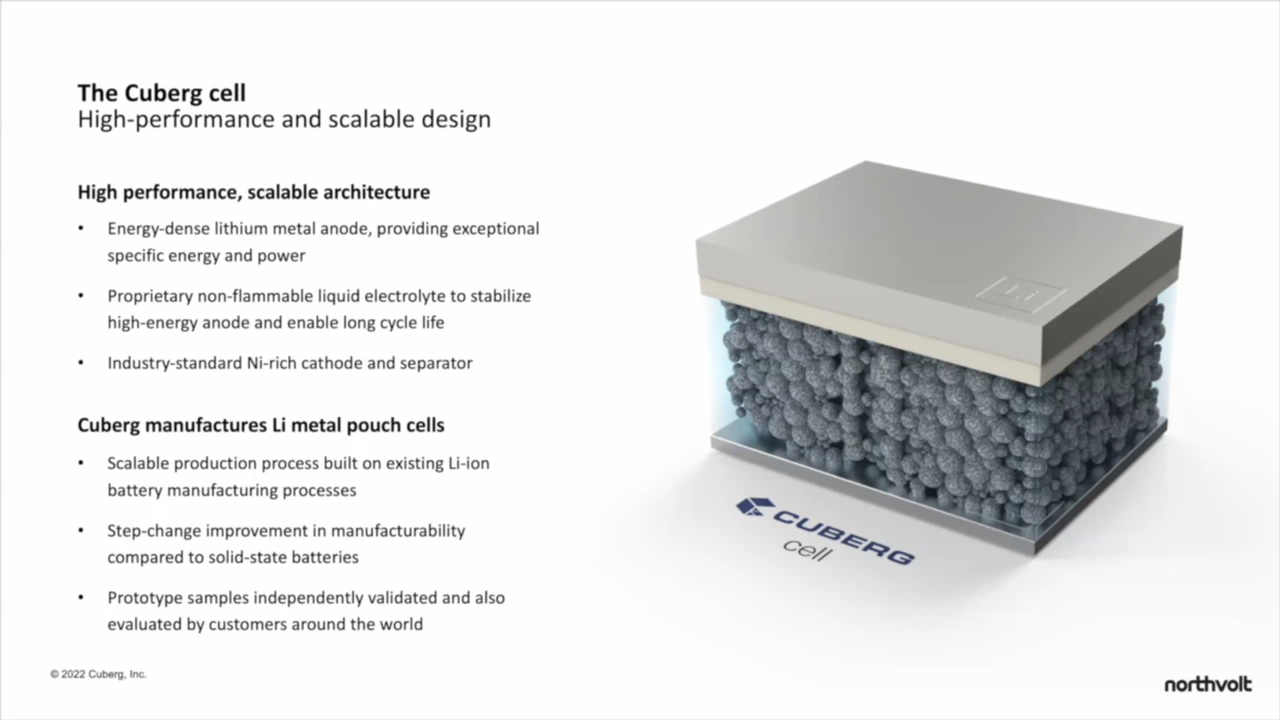 The Cuberg cell
High-performance and scalable design
High performance, scalable architecture
• Energy-dense lithium metal anode, providing exceptional
specific energy and power
• Proprietary non-flammable liquid electrolyte to stabilize
high-energy anode and enable long cycle life
• Industry-standard Ni-rich cathode and separator
Cuberg manufactures Li metal pouch cells
• Scalable production process built on existing Li-ion
battery manufacturing processes
• Step-change improvement in manufacturability
compared to solid-state batteries
• Prototype samples independently validated and also
evaluated by customers around the world
Li
CUBERG
cell
© 2022 Cuberg, Inc.
northvolt